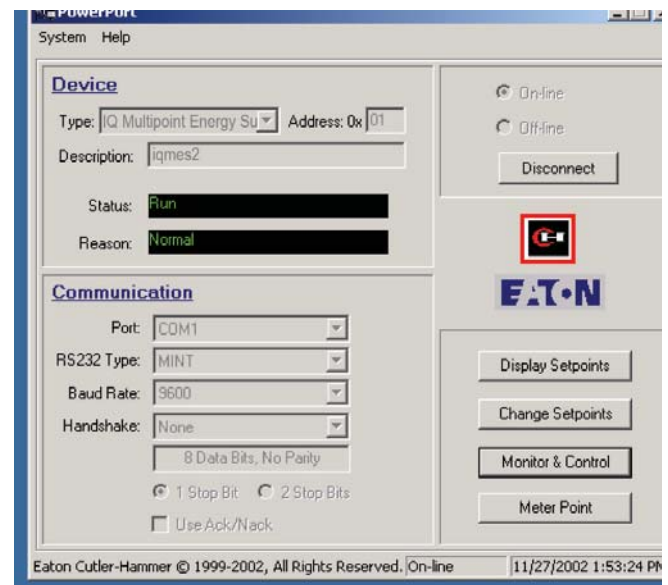 PowerPort
System Help
Device
Type: IQ Multipoint Energy Su Address: 0x 01
Description: iqmes2
Status: Run
Reason: Normal
On-line
Off-line
Disconnect
EATON
Communication
Port: COM1
RS232 Type: MINT
Baud Rate: 9600
Handshake: None
8 Data Bits, No Parity
1 Stop Bit 2 Stop Bits
Use Ack/Nack
Display Setpoints
Change Setpoints
Monitor & Control
Meter Point
Eaton Cutler-Hammer © 1999-2002, All Rights Reserved. On-line 11/27/2002 1:53:24 PM